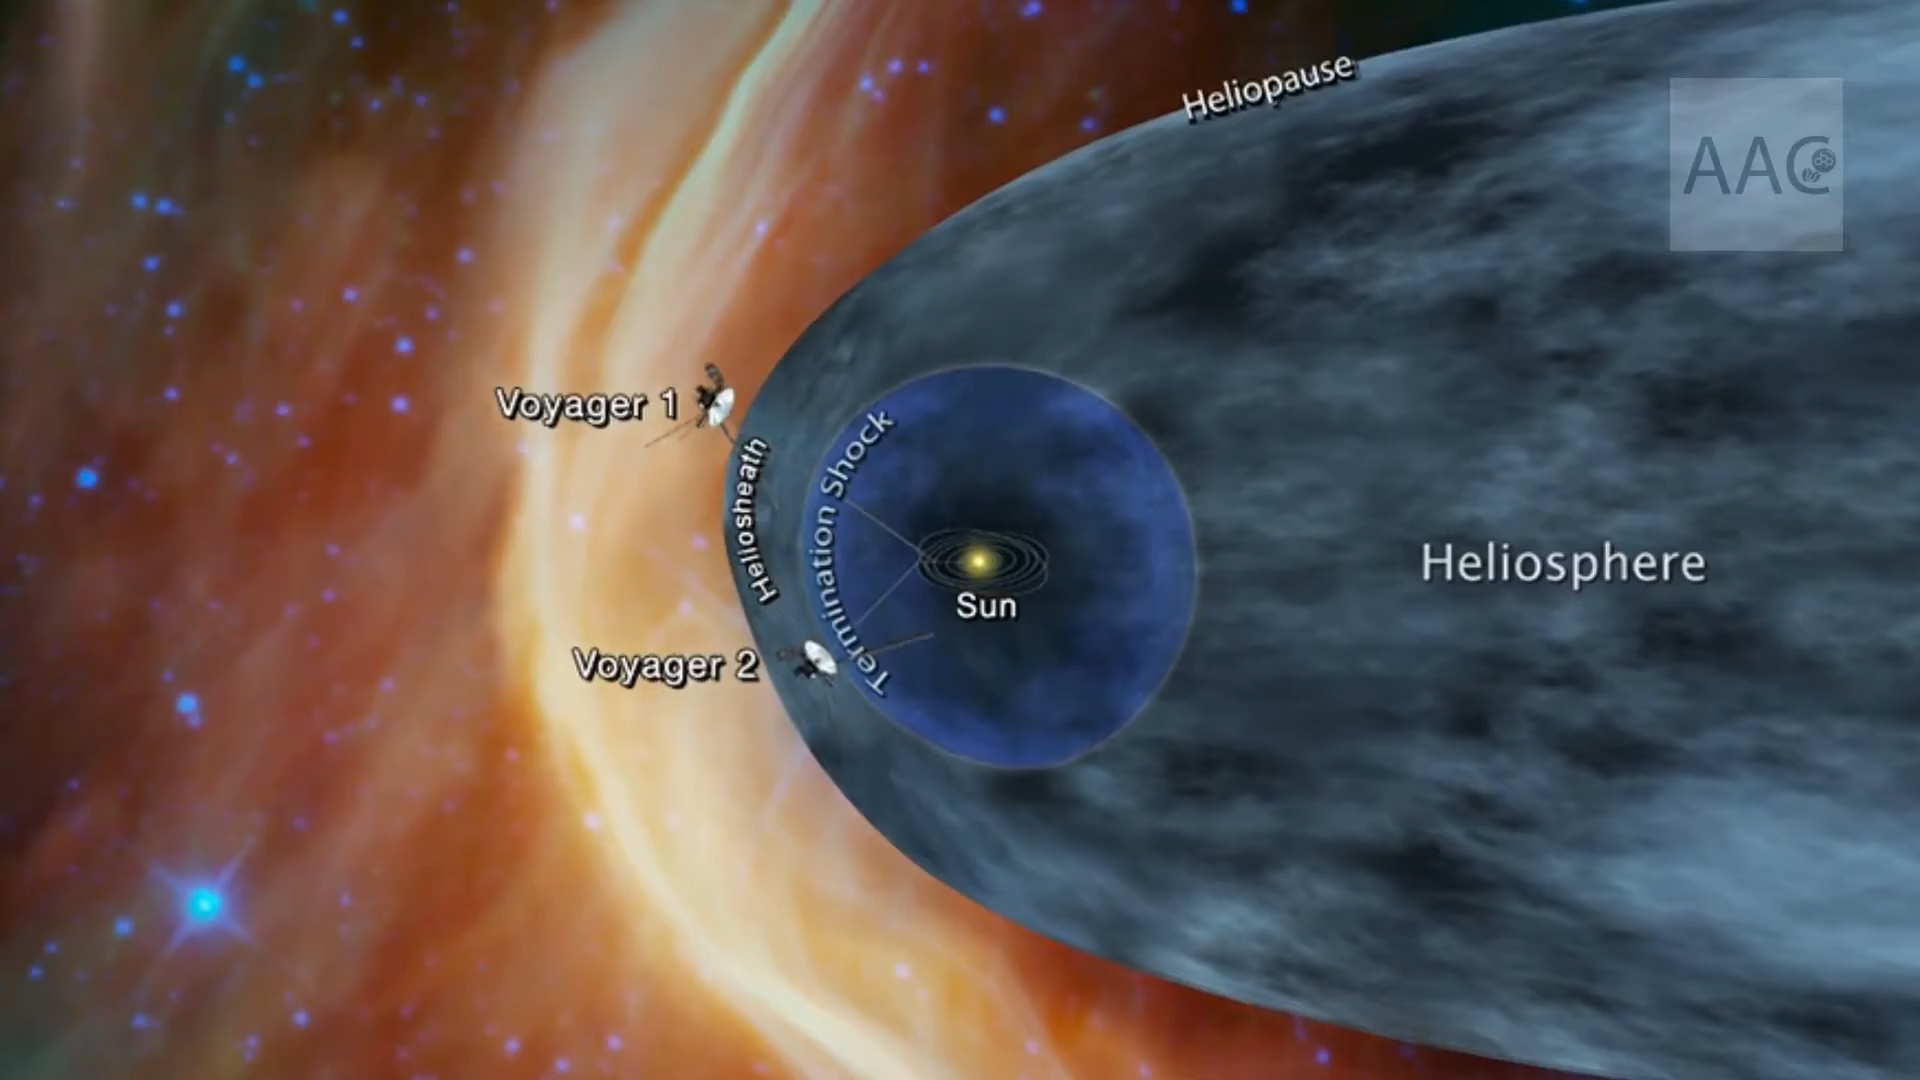 Heliopause
AAC
Voyager 1
Heliosheath
Termination Shock
Heliosphere
Sun
Voyager 2